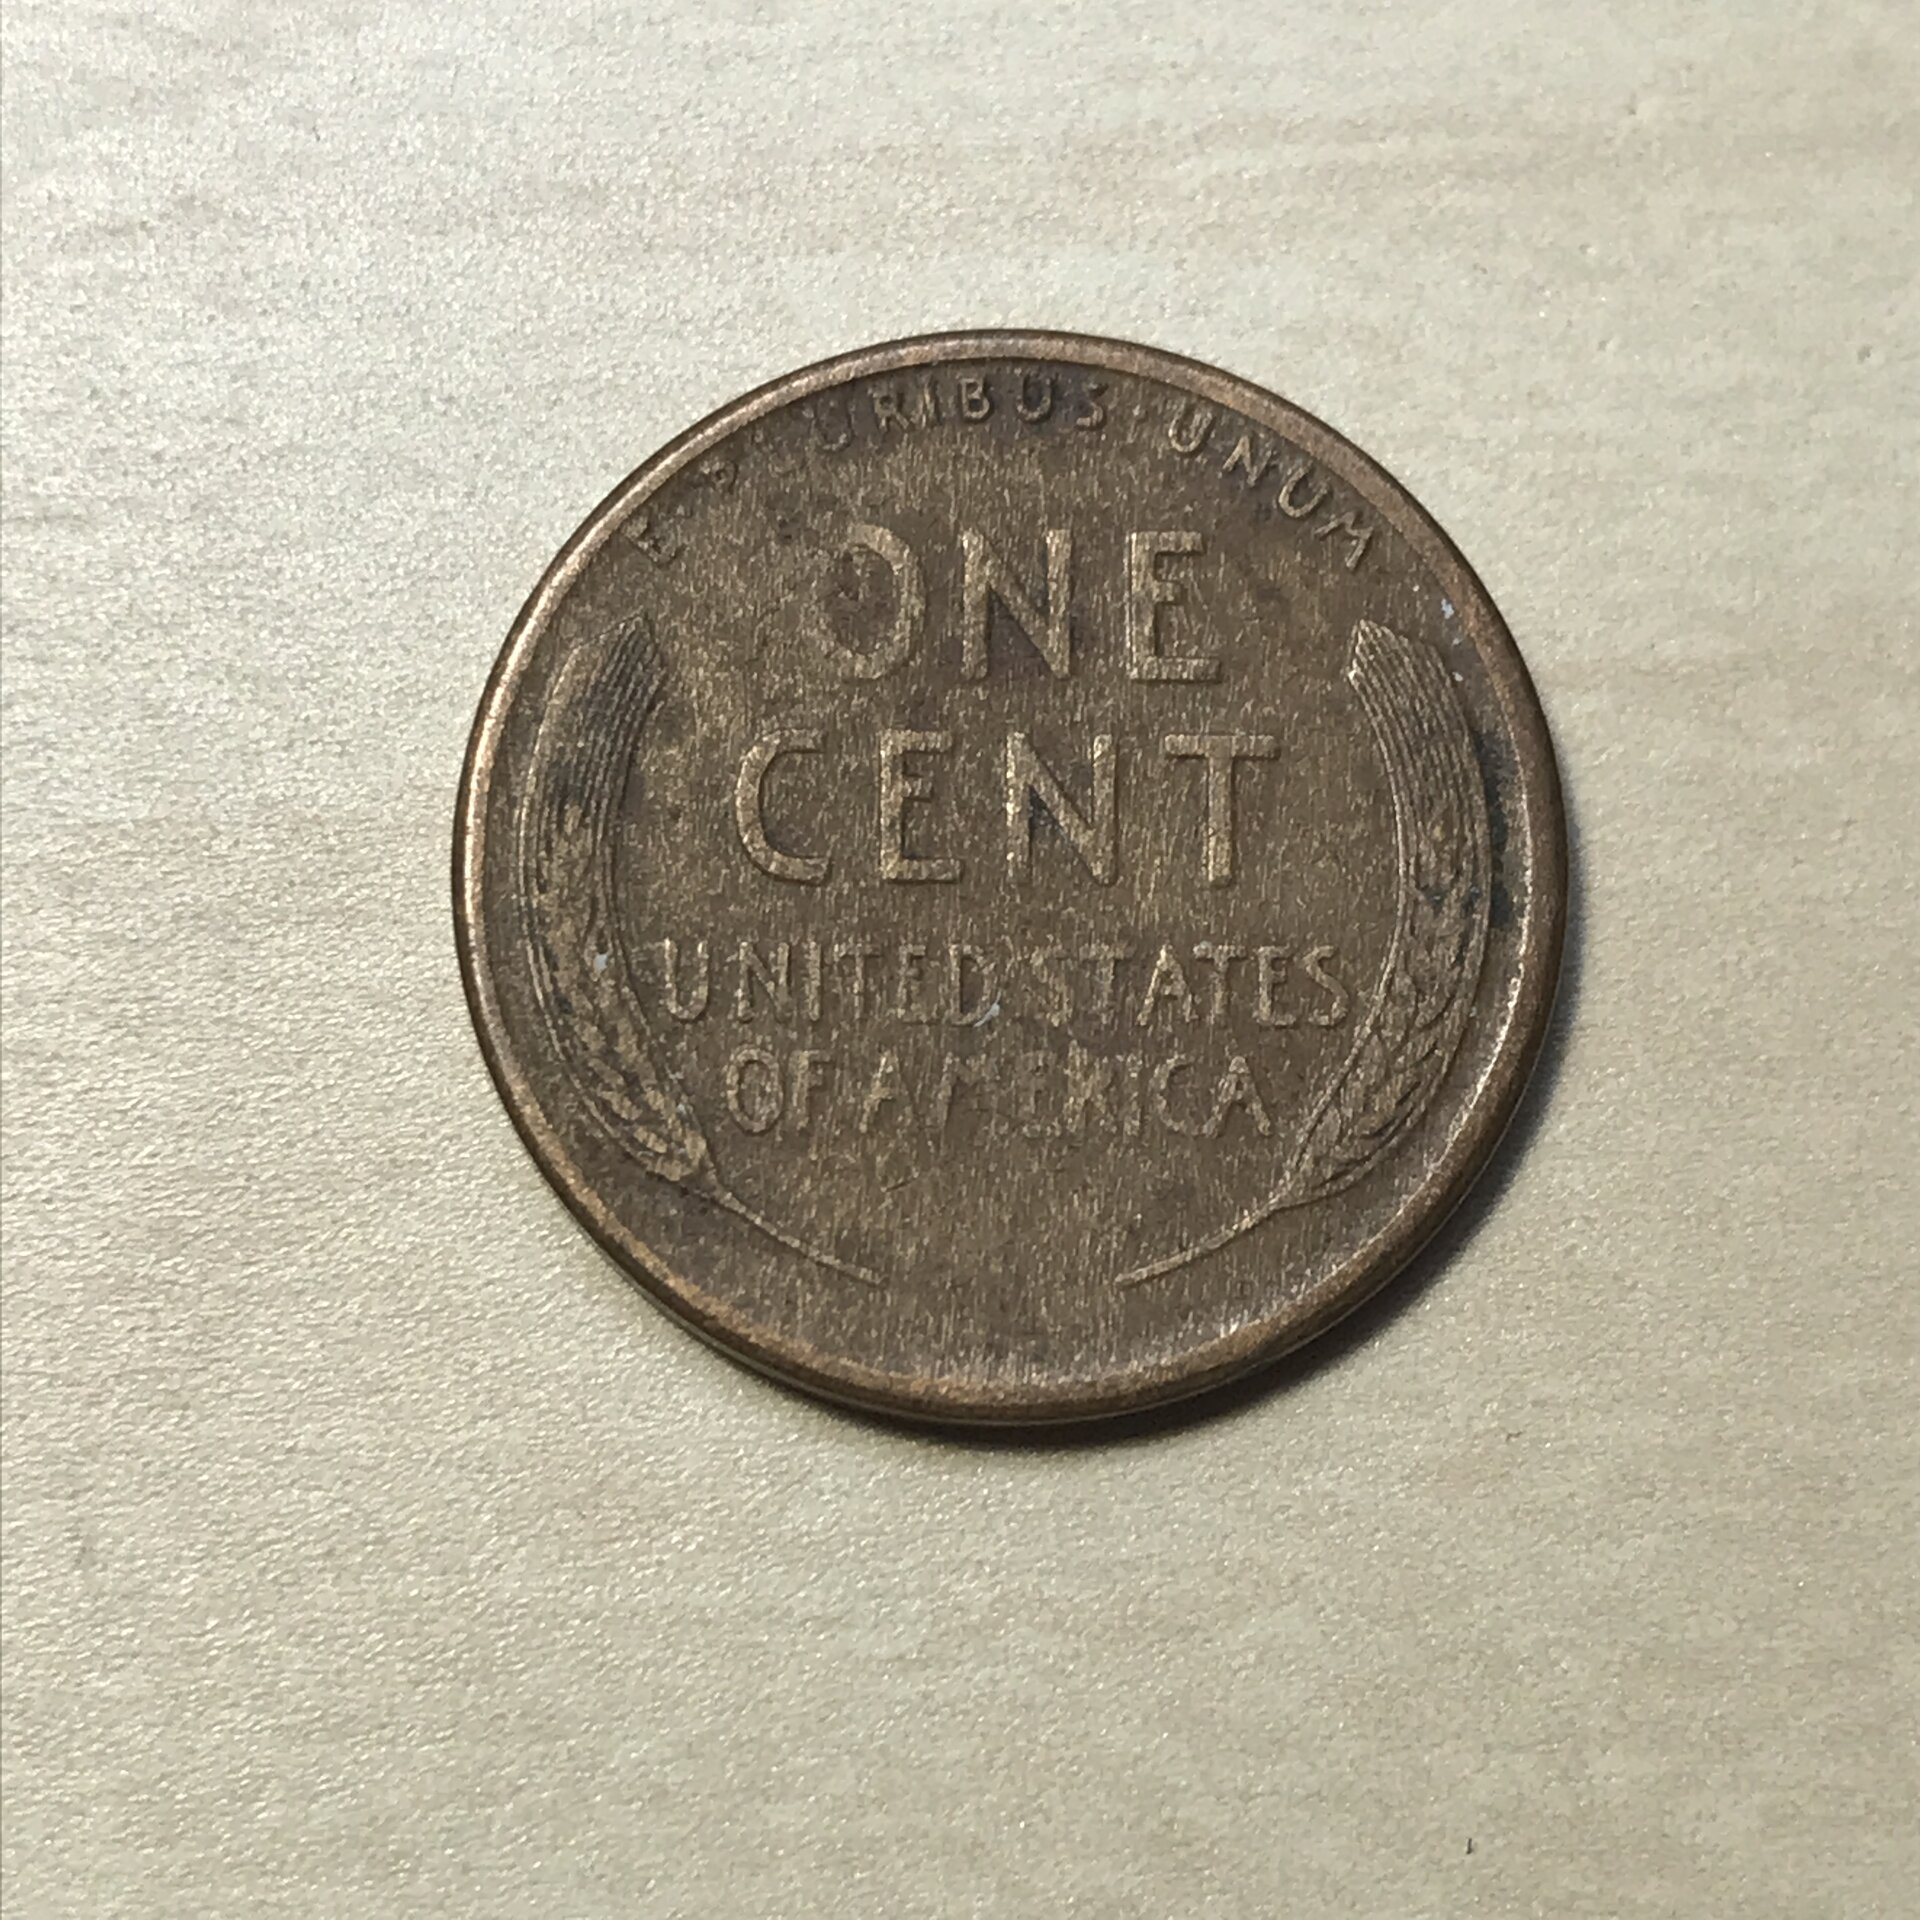 E PLURIBUS UNUM
ONE
CENT
UNITED STATES
OF AMERICA